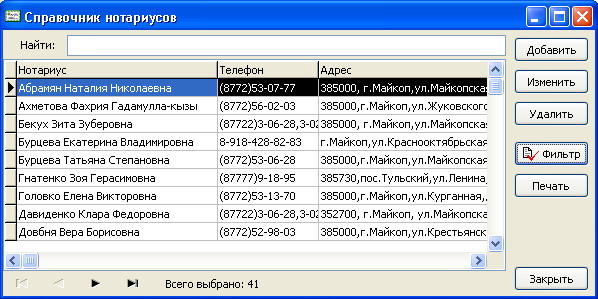 Справочник нотариусов
Найти:
Добавить
Нотариус Телефон Адрес
Абрамян Наталия Николаевна (8772)53-07-77 385000, г.Майкоп,ул.Майкопская
Изменить
Ахметова Фахрия Гадамулла-кызы (8772)56-02-03 385000, г.Майкоп,ул.Жуковского
Удалить
Бекух Зита Зуберовна (87722)3-06-28,3-02 385000, г.Майкоп,ул.Майкопская
Бурцева Екатерина Владимировна 8-918-428-82-83 г.Майкоп,ул.Краснооктябрьская
Фильтр
Бурцева Татьяна Степановна (8772)53-06-28 385000, г.Майкоп,ул.Майкопская
Гнатенко Зоя Герасимовна (87777)9-18-95 385730,пос.Тульский,ул.Ленина,
Печать
Головко Елена Викторовна (8772)53-13-70 385000, г.Майкоп,ул.Курганная,
Давиденко Клара Федоровна (87722)3-06-28,3-02 352700, г.Майкоп, ул.Майкопская
Довбня Вера Борисовна (8772)52-98-03 385000,г.Майкоп,ул.Крестьянск
Всего выбрано: 41
Закрыть